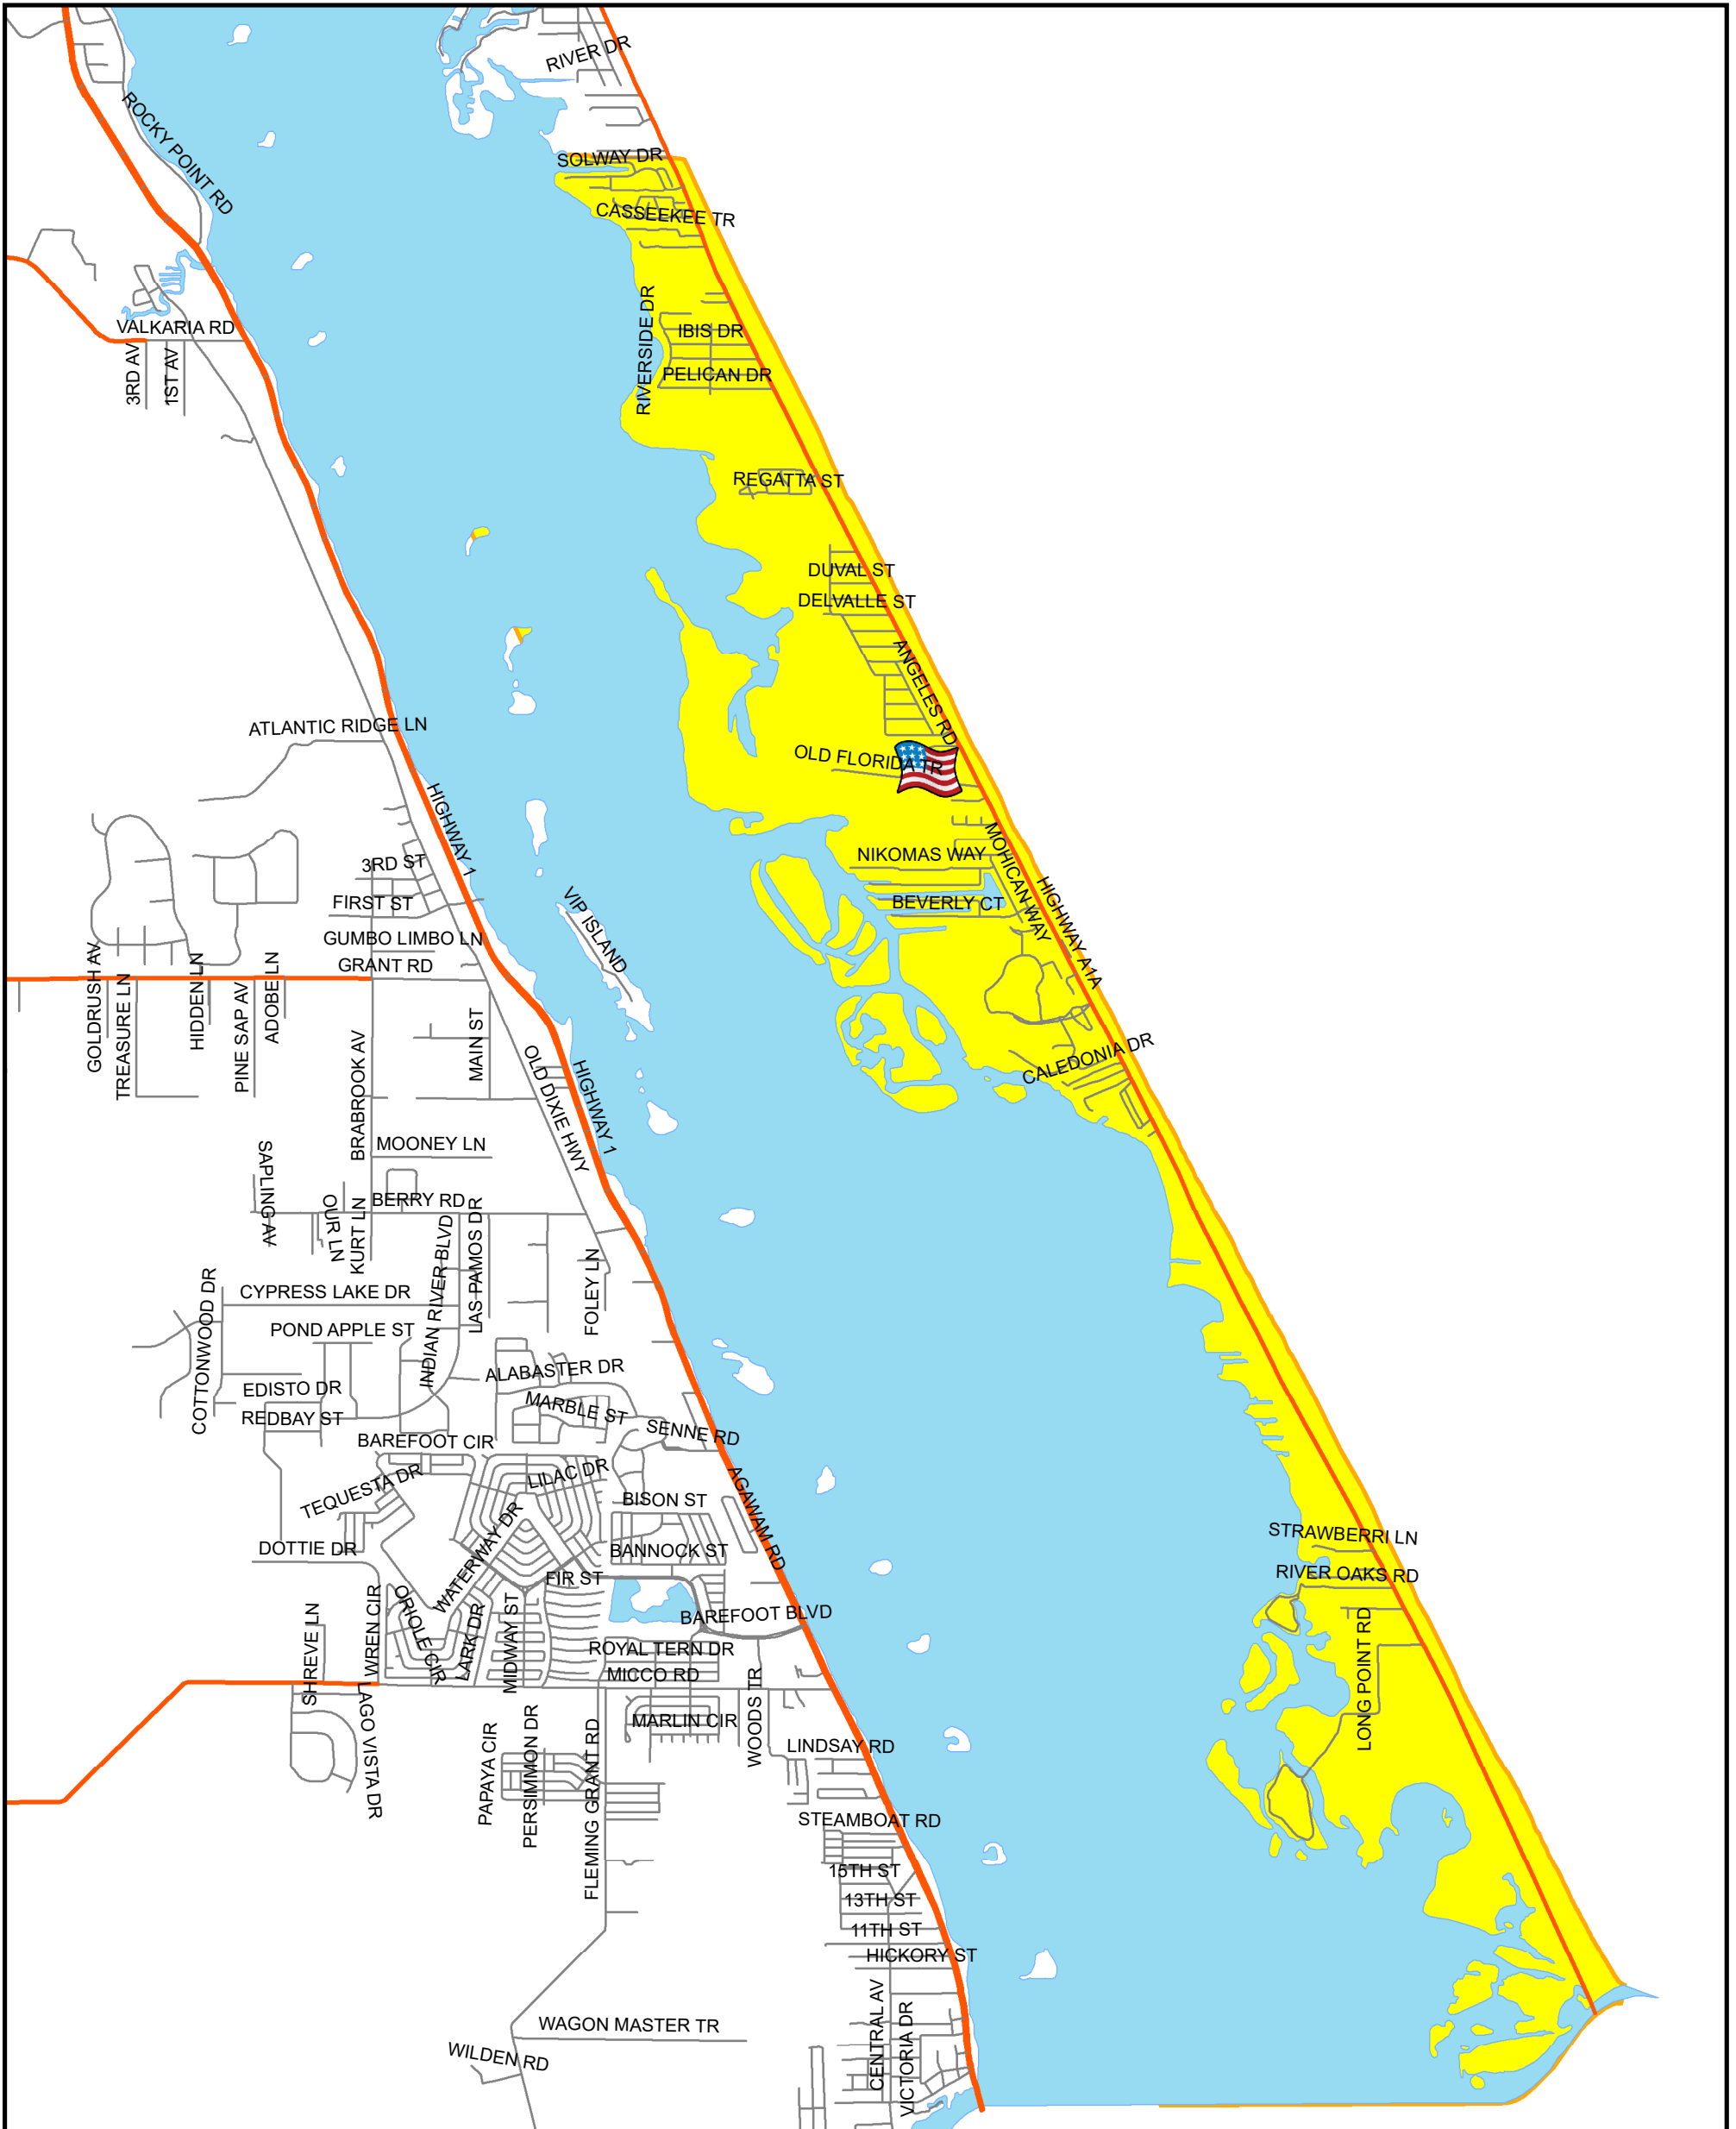 RIVER DR
ROCKY POINT RD
SOLWAY DR
CASSEEKEE TR
VALKARIA RD
3RD AV
1ST AV
RIVERSIDE DR
IBIS DR
PELICAN DR
REGATTA ST
DUVAL ST
DELVALLE ST
ANGELES RD
ATLANTIC RIDGE LN
OLD FLORIDA TR
HIGHWAY 1
MOHICAN WAY
NIKOMAS WAY
3RD ST
HIGHWAY A1A
BEVERLY CT
FIRST ST
VIP ISLAND
GUMBO LIMBO LN
GRANT RD
GOLDRUSH AV
TREASURE LN
HIDDEN LN
PINE SAP AV
ADOBE LN
MAIN ST
BRABROOK AV
OLD DIXIE HWY
HIGHWAY 1
CALEDONIA DR
MOONEY LN
SAPLING AV
OUR LN
KURT LN
BERRY RD
INDIAN RIVER BLVD
LAS PAMOS DR
FOLEY LN
COTTONWOOD DR
CYPRESS LAKE DR
POND APPLE ST
ALABASTER DR
EDISTO DR
REDBAY ST
MARBLE ST
SENNE RD
BAREFOOT CIR
TEQUESTA DR
LILAC DR
AGAWAM RD
BISON ST
WATERWAY DR
BANNOCK ST
DOTTIE DR
FIR ST
STRAWBERRI LN
RIVER OAKS RD
SHREVE LN
WREN CIR
ORIOLE CIR
LARK DR
MIDWAY ST
BAREFOOT BLVD
ROYAL TERN DR
MICCO RD
LONG POINT RD
LAGO VISTA DR
WOODS TR
MARLIN CIR
PAPAYA CIR
PERSIMMON DR
FLEMING GRANT RD
LINDSAY RD
STEAMBOAT RD
15TH ST
13TH ST
11TH ST
HICKORY ST
CENTRAL AV
VICTORIA DR
WAGON MASTER TR
WILDEN RD